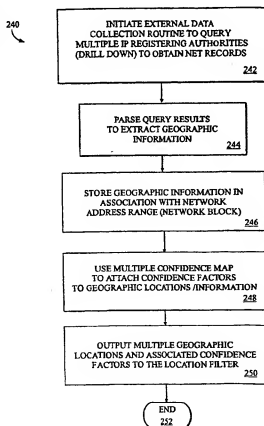 240
INITIATE EXTERNAL DATA
COLLECTION ROUTINE TO QUERY
MULTIPLE IP REGISTERING AUTHORITIES
(DRILL DOWN) TO OBTAIN NET RECORDS
242
PARSE QUERY RESULTS
TO EXTRACT GEOGRAPHIC
INFORMATION
244
STORE GEOGRAPHIC INFORMATION IN
ASSOCIATION WITH NETWORK
ADDRESS RANGE (NETWORK BLOCK)
246
USE MULTIPLE CONFIDENCE MAP
TO ATTACH CONFIDENCE FACTORS
TO GEOGRAPHIC LOCATIONS /INFORMATION
248
OUTPUT MULTIPLE GEOGRAPHIC
LOCATIONS AND ASSOCIATED CONFIDENCE
FACTORS TO THE LOCATION FILTER
250
END
252